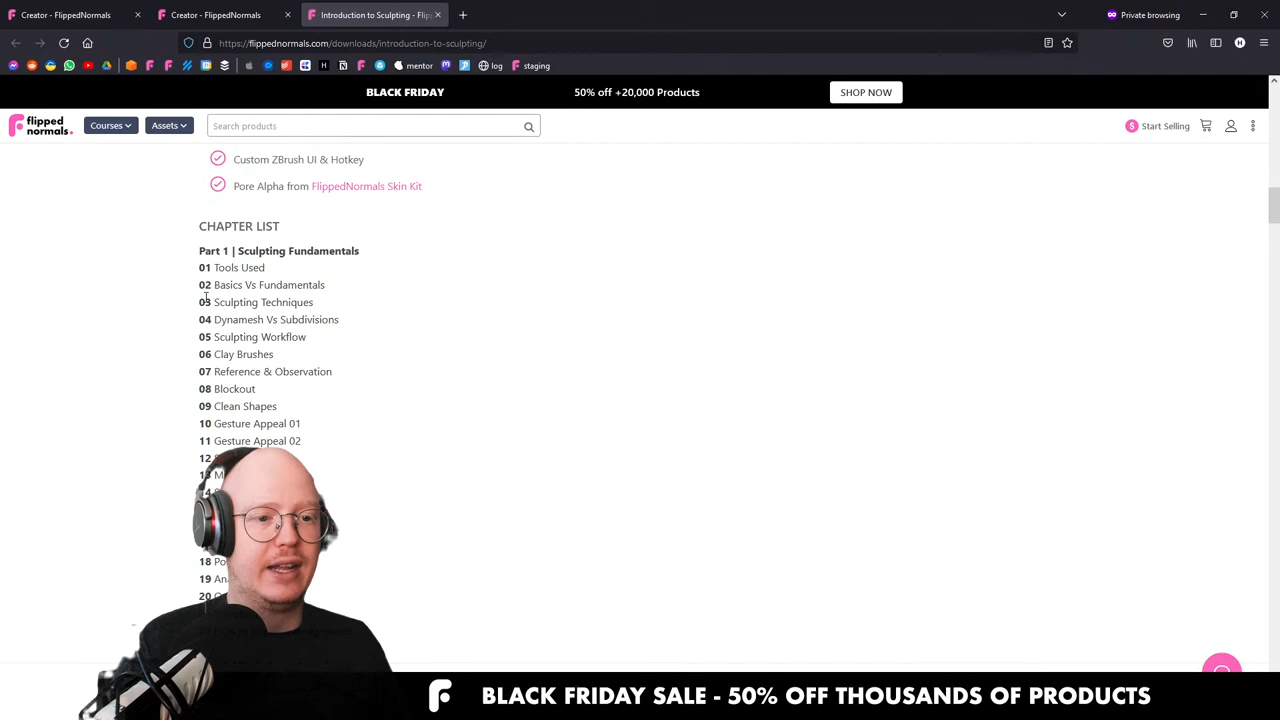 Creator - FlippedNormals
Creator - FlippedNormals
Introduction to Sculpting - Flip
Private browsing
https://flippednormals.com/downloads/introduction-to-sculpting/
mentor
log
staging
BLACK FRIDAY 50% off +20,000 Products SHOP NOW
flipped normals.
Courses
Assets
Search products
Start Selling
Custom ZBrush UI & Hotkey
Pore Alpha from FlippedNormals Skin Kit
CHAPTER LIST
Part 1 | Sculpting Fundamentals
01 Tools Used
02 Basics Vs Fundamentals
03 Sculpting Techniques
04 Dynamesh Vs Subdivisions
05 Sculpting Workflow
06 Clay Brushes
07 Reference & Observation
08 Blockout
09 Clean Shapes
10 Gesture Appeal 01
11 Gesture Appeal 02
12
13
14
18
19
20
BLACK FRIDAY SALE - 50% OFF THOUSANDS OF PRODUCTS